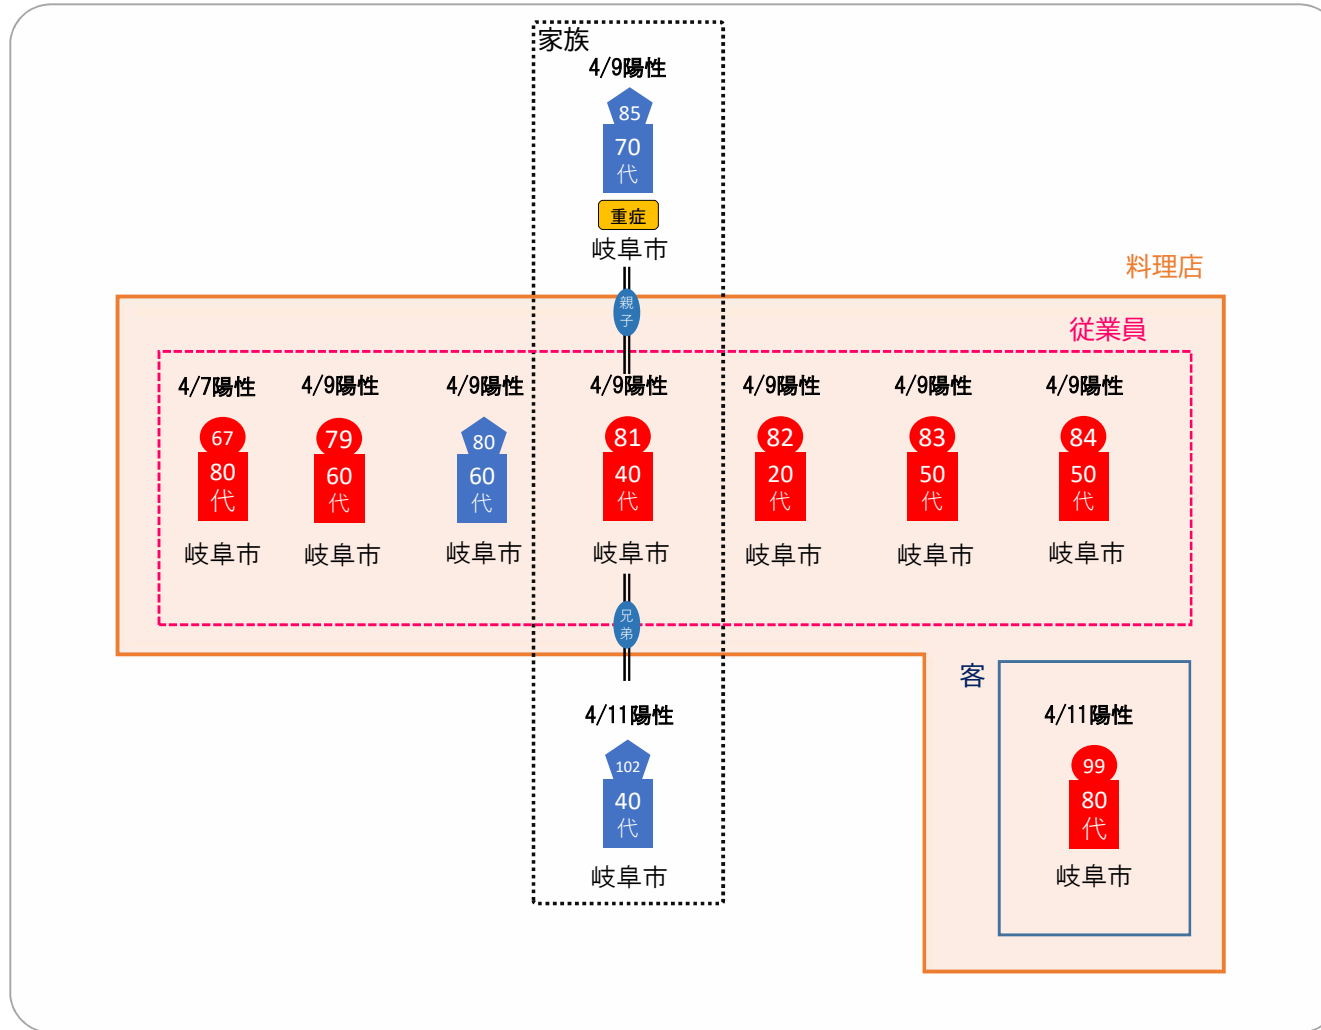 家族
4/9陽性
85
70
代
重症
岐阜市
料理店
親
子
従業員
4/7陽性
67
80
代
岐阜市
4/9陽性
79
60
代
岐阜市
4/9陽性
80
60
代
岐阜市
4/9陽性
81
40
代
岐阜市
4/9陽性
82
20
代
岐阜市
4/9陽性
83
50
代
岐阜市
4/9陽性
84
50
代
岐阜市
兄
弟
4/11陽性
102
40
代
岐阜市
客
4/11陽性
99
80
代
岐阜市